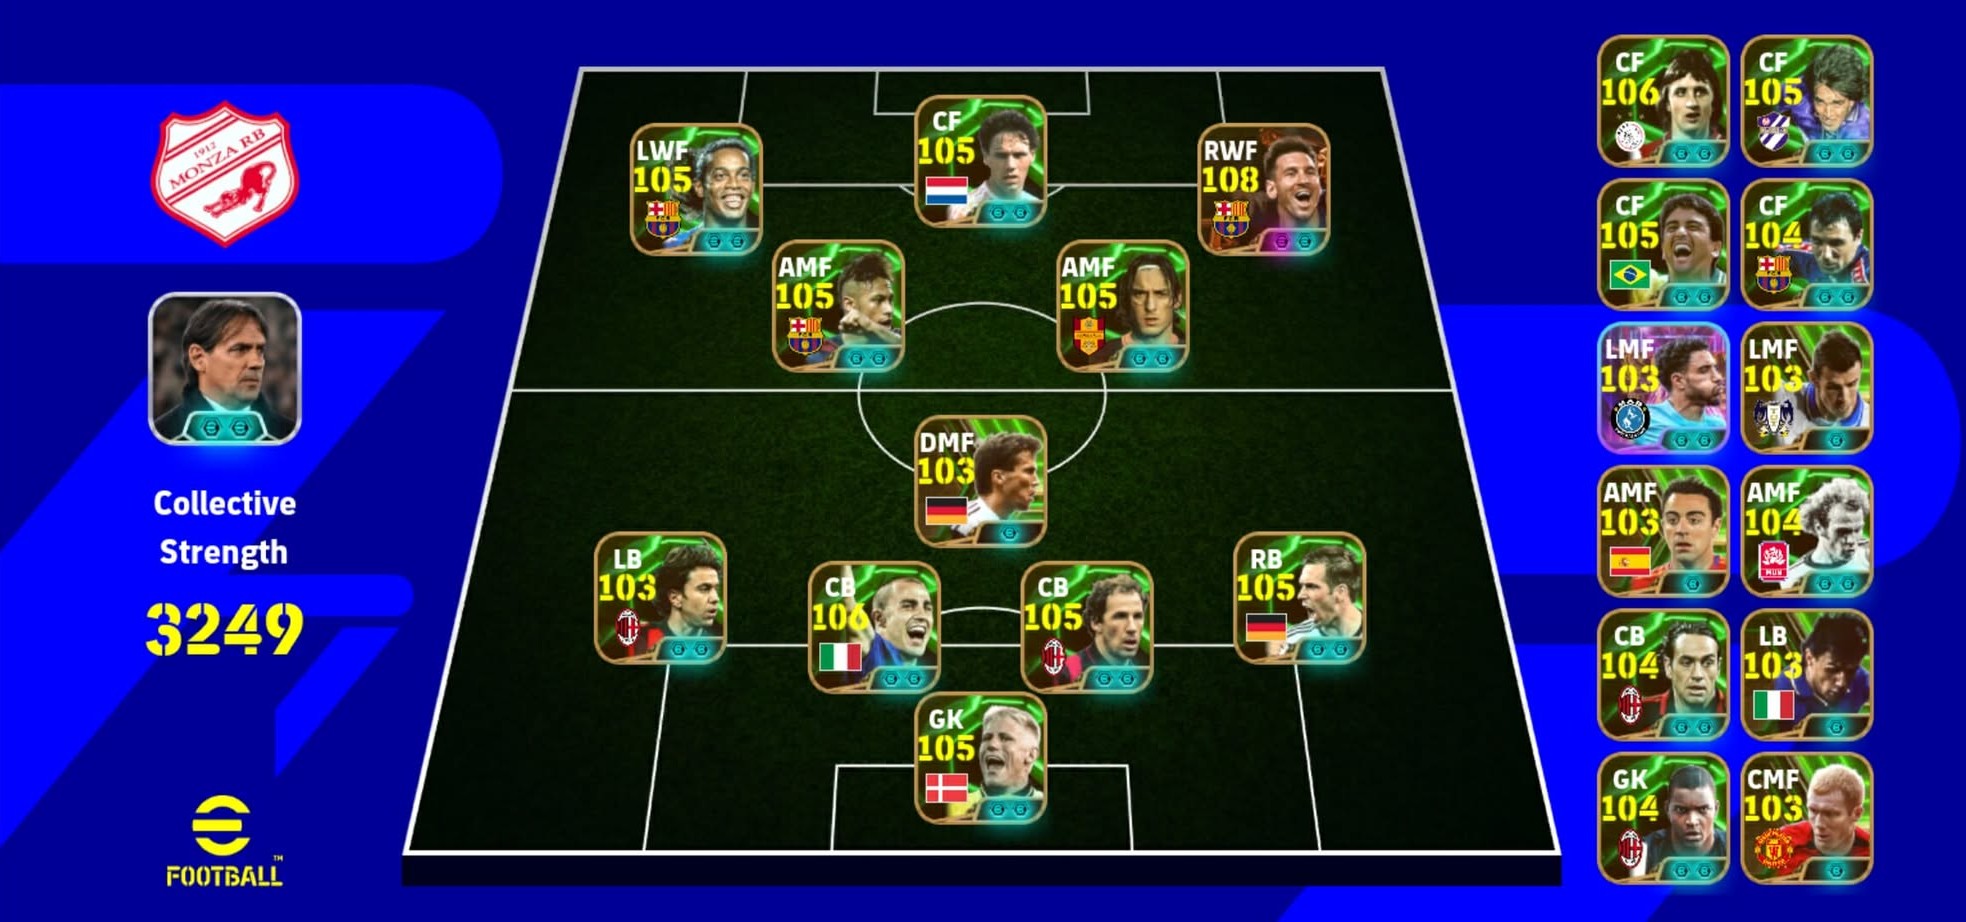 1912
MONZA RB
Collective
Strength
3249
FOOTBALL™
LWF
105
CF
105
RWF
108
AMF
105
AMF
105
DMF
103
LB
103
CB
106
CB
105
RB
105
GK
105
CF
106
CF
105
CF
105
CF
104
LMF
103
LMF
103
AMF
103
AMF
104
MUN
CB
104
LB
103
GK
104
CMF
103